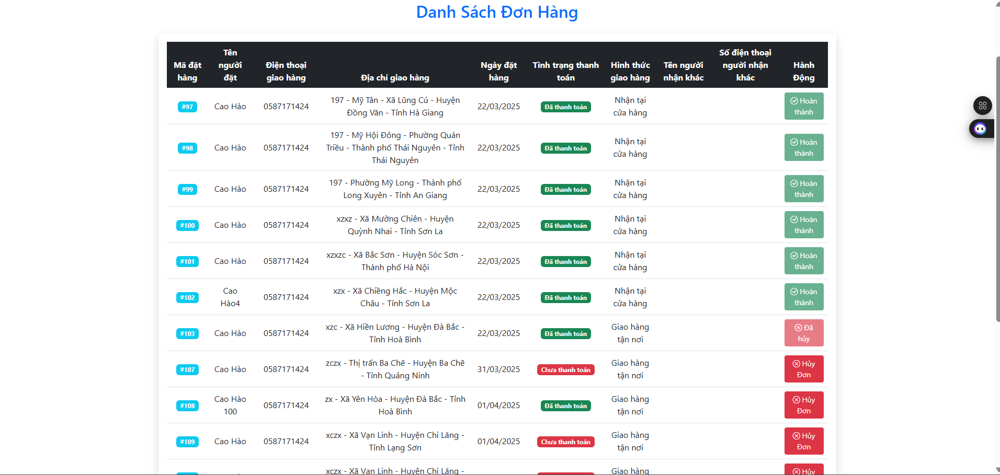 Danh Sách Đơn Hàng
Mã đặt hàng
Tên người đặt
Điện thoại giao hàng
Địa chỉ giao hàng
Ngày đặt hàng
Tình trạng thanh toán
Hình thức giao hàng
Tên người nhận khác
Số điện thoại người nhận khác
Hành Động
#97
Cao Hào
0587171424
197 - Mỹ Tân - Xã Lũng Cú - Huyện
Đồng Văn - Tỉnh Hà Giang
22/03/2025
Đã thanh toán
Nhận tại
cửa hàng
Hoàn
thành
#98
Cao Hào
0587171424
197 - Mỹ Hội Đông - Phường Quán
Triều - Thành phố Thái Nguyên - Tỉnh
Thái Nguyên
22/03/2025
Đã thanh toán
Nhận tại
cửa hàng
Hoàn
thành
#99
Cao Hào
0587171424
197 - Phường Mỹ Long - Thành phố
Long Xuyên - Tỉnh An Giang
22/03/2025
Đã thanh toán
Nhận tại
cửa hàng
Hoàn
thành
#100
Cao Hào
0587171424
xzxz - Xã Mường Chiên - Huyện
Quỳnh Nhai - Tỉnh Sơn La
22/03/2025
Đã thanh toán
Nhận tại
cửa hàng
Hoàn
thành
#101
Cao Hào
0587171424
xzxzc - Xã Bắc Sơn - Huyện Sóc Sơn -
Thành phố Hà Nội
22/03/2025
Đã thanh toán
Nhận tại
cửa hàng
Hoàn
thành
#102
Cao
Hào4
0587171424
xzx - Xã Chiềng Hắc - Huyện Mộc
Châu - Tỉnh Sơn La
22/03/2025
Đã thanh toán
Nhận tại
cửa hàng
Hoàn
thành
#103
Cao Hào
0587171424
xzc - Xã Hiền Lương - Huyện Đà Bắc -
Tỉnh Hoà Bình
22/03/2025
Đã thanh toán
Giao hàng
tận nơi
Đã
hủy
#107
Cao Hào
0587171424
zczx - Thị trấn Ba Chẽ - Huyện Ba Chẽ
- Tỉnh Quảng Ninh
31/03/2025
Chưa thanh toán
Giao hàng
tận nơi
Hủy
Đơn
#108
Cao Hào
100
0587171424
zx - Xã Yên Hòa - Huyện Đà Bắc - Tỉnh
Hoà Bình
01/04/2025
Đã thanh toán
Giao hàng
tận nơi
Hủy
Đơn
#109
Cao Hào
0587171424
xczx - Xã Vạn Linh - Huyện Chi Lăng -
Tỉnh Lạng Sơn
01/04/2025
Chưa thanh toán
Giao hàng
tận nơi
Hủy
Đơn
xczx - Xã Vạn Linh - Huyện Chi Lăng -
Giao hàng
Hủy